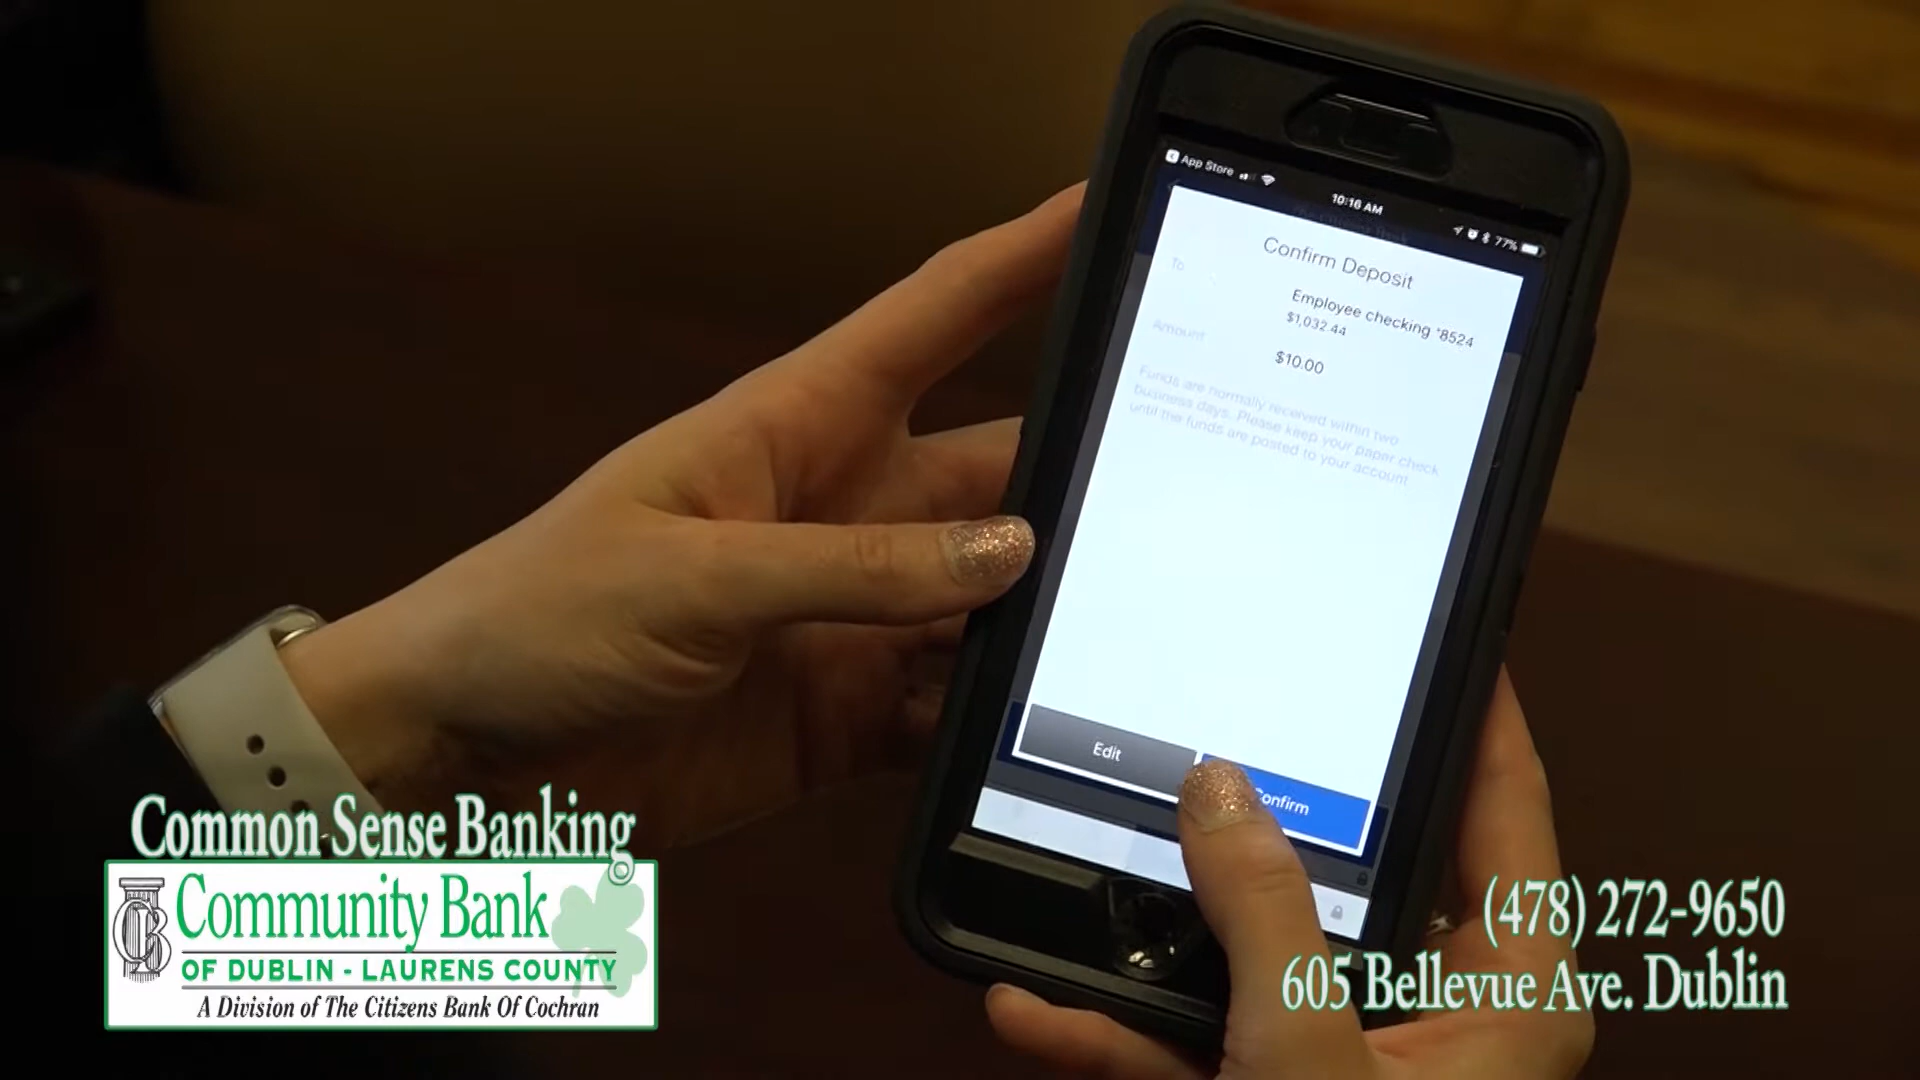 App Store
10:16 AM
77%
Confirm Deposit
To
Employee checking *8524
$1,032.44
Amount
$10.00
Funds are normally received within two
business days. Please keep your paper check
until the funds are posted to your account
Edit
Confirm
Common Sense Banking
CB
Community Bank
OF DUBLIN - LAURENS COUNTY
A Division of The Citizens Bank Of Cochran
(478) 272-9650
605 Bellevue Ave. Dublin